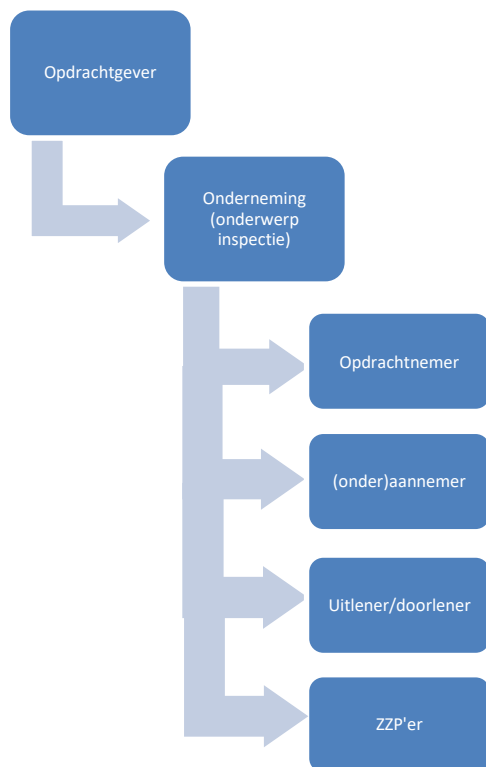 Opdrachtgever
Onderneming
(onderwerp
inspectie)
Opdrachtnemer
(onder)aannemer
Uitlener/doorlener
ZZP'er